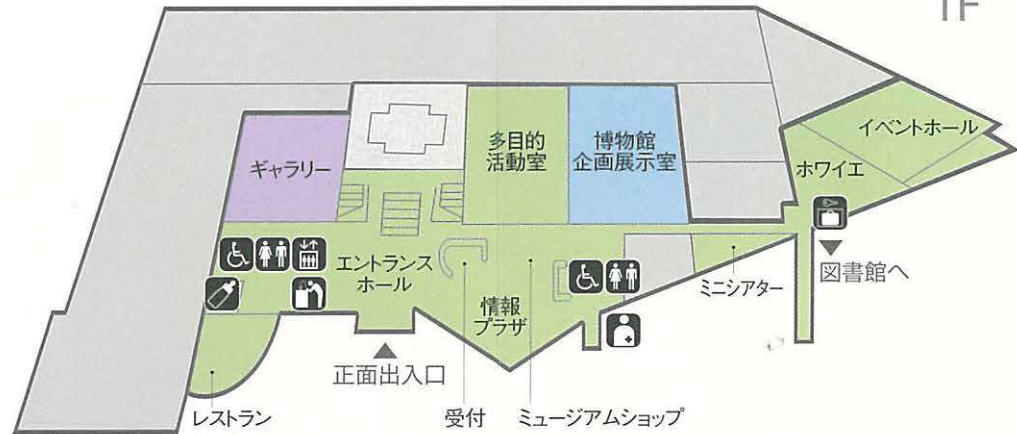 1F
イベントホール
多目的
活動室
博物館
企画展示室
ギャラリー
ホワイエ
エントランス
ホール
図書館へ
ミニシアター
情報
プラザ
正面出入口
レストラン
受付
ミュージアムショップ